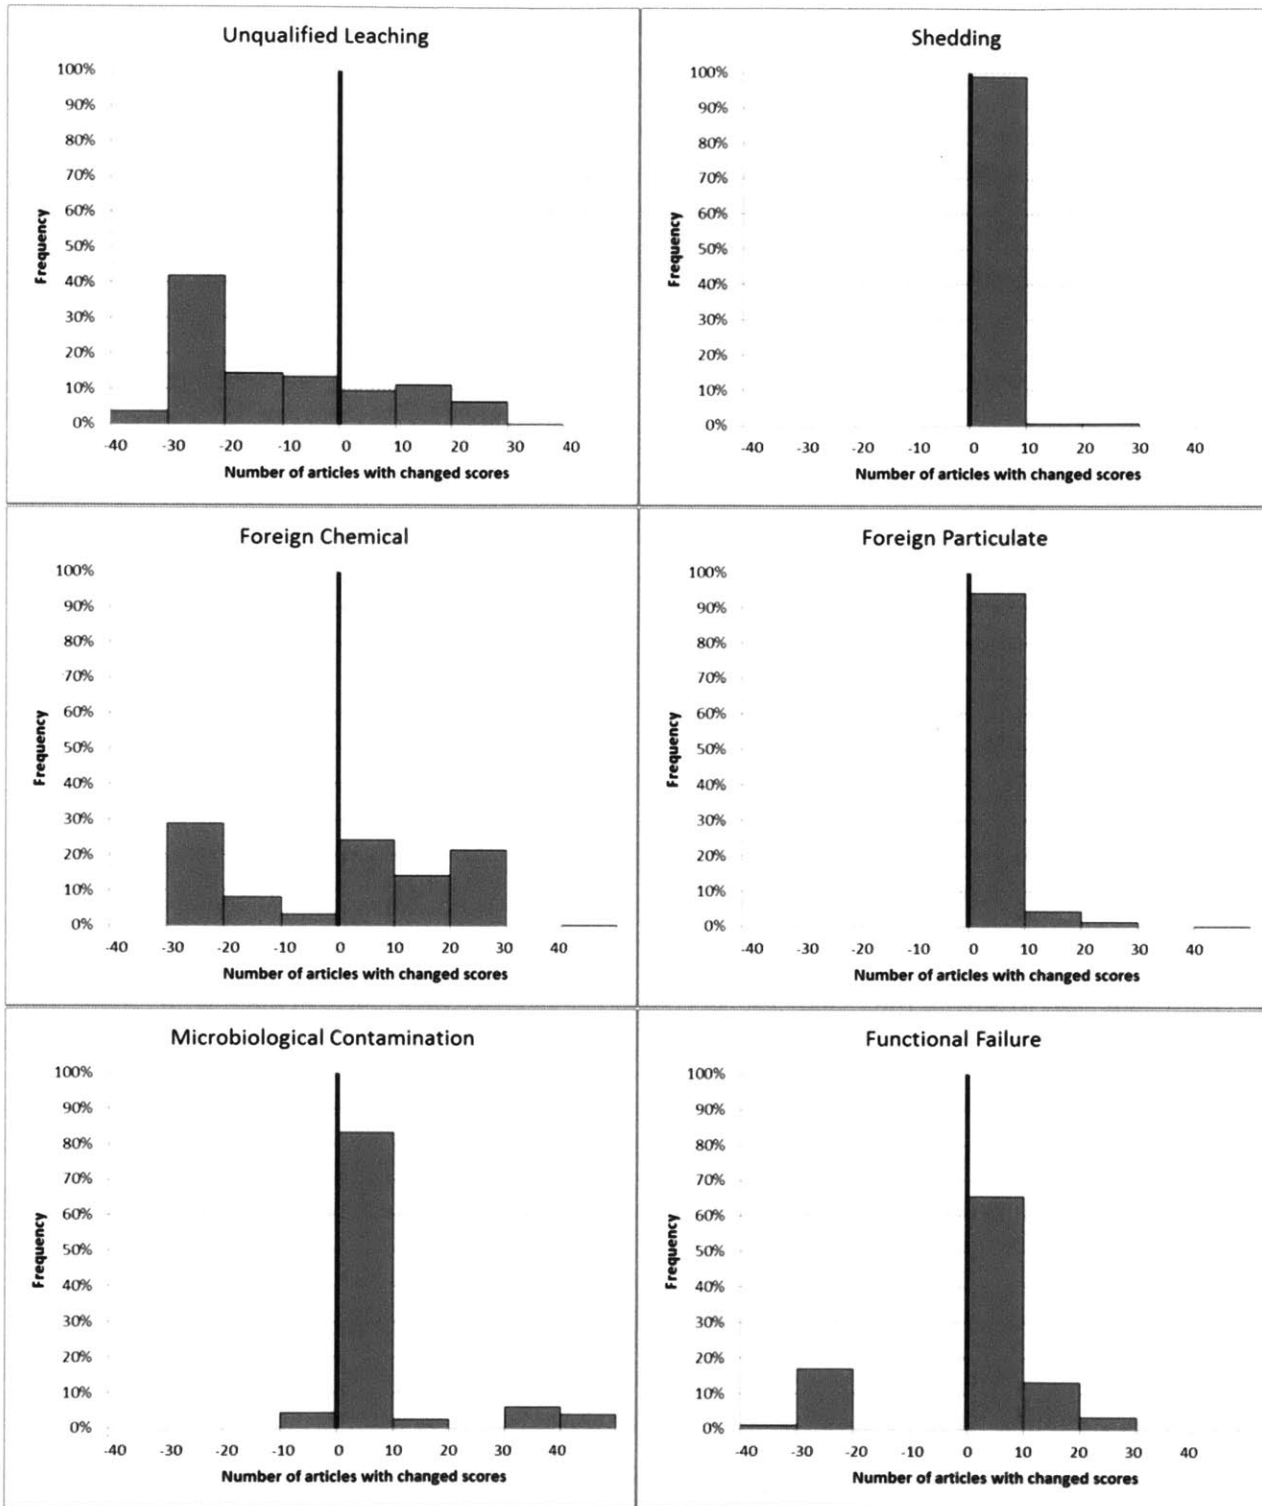 Unqualified Leaching
100%
90%
80%
70%
60%
50%
40%
30%
20%
10%
0%
Frequency
-40 -30 -20 -10 0 10 20 30 40
Number of articles with changed scores
Shedding
100%
90%
80%
70%
60%
50%
40%
30%
20%
10%
0%
Frequency
-40 -30 -20 -10 0 10 20 30 40
Number of articles with changed scores
Foreign Chemical
100%
90%
80%
70%
60%
50%
40%
30%
20%
10%
0%
Frequency
-40 -30 -20 -10 0 10 20 30 40
Number of articles with changed scores
Foreign Particulate
100%
90%
80%
70%
60%
50%
40%
30%
20%
10%
0%
Frequency
-40 -30 -20 -10 0 10 20 30 40
Number of articles with changed scores
Microbiological Contamination
100%
90%
80%
70%
60%
50%
40%
30%
20%
10%
0%
Frequency
-40 -30 -20 -10 0 10 20 30 40
Number of articles with changed scores
Functional Failure
100%
90%
80%
70%
60%
50%
40%
30%
20%
10%
0%
Frequency
-40 -30 -20 -10 0 10 20 30 40
Number of articles with changed scores